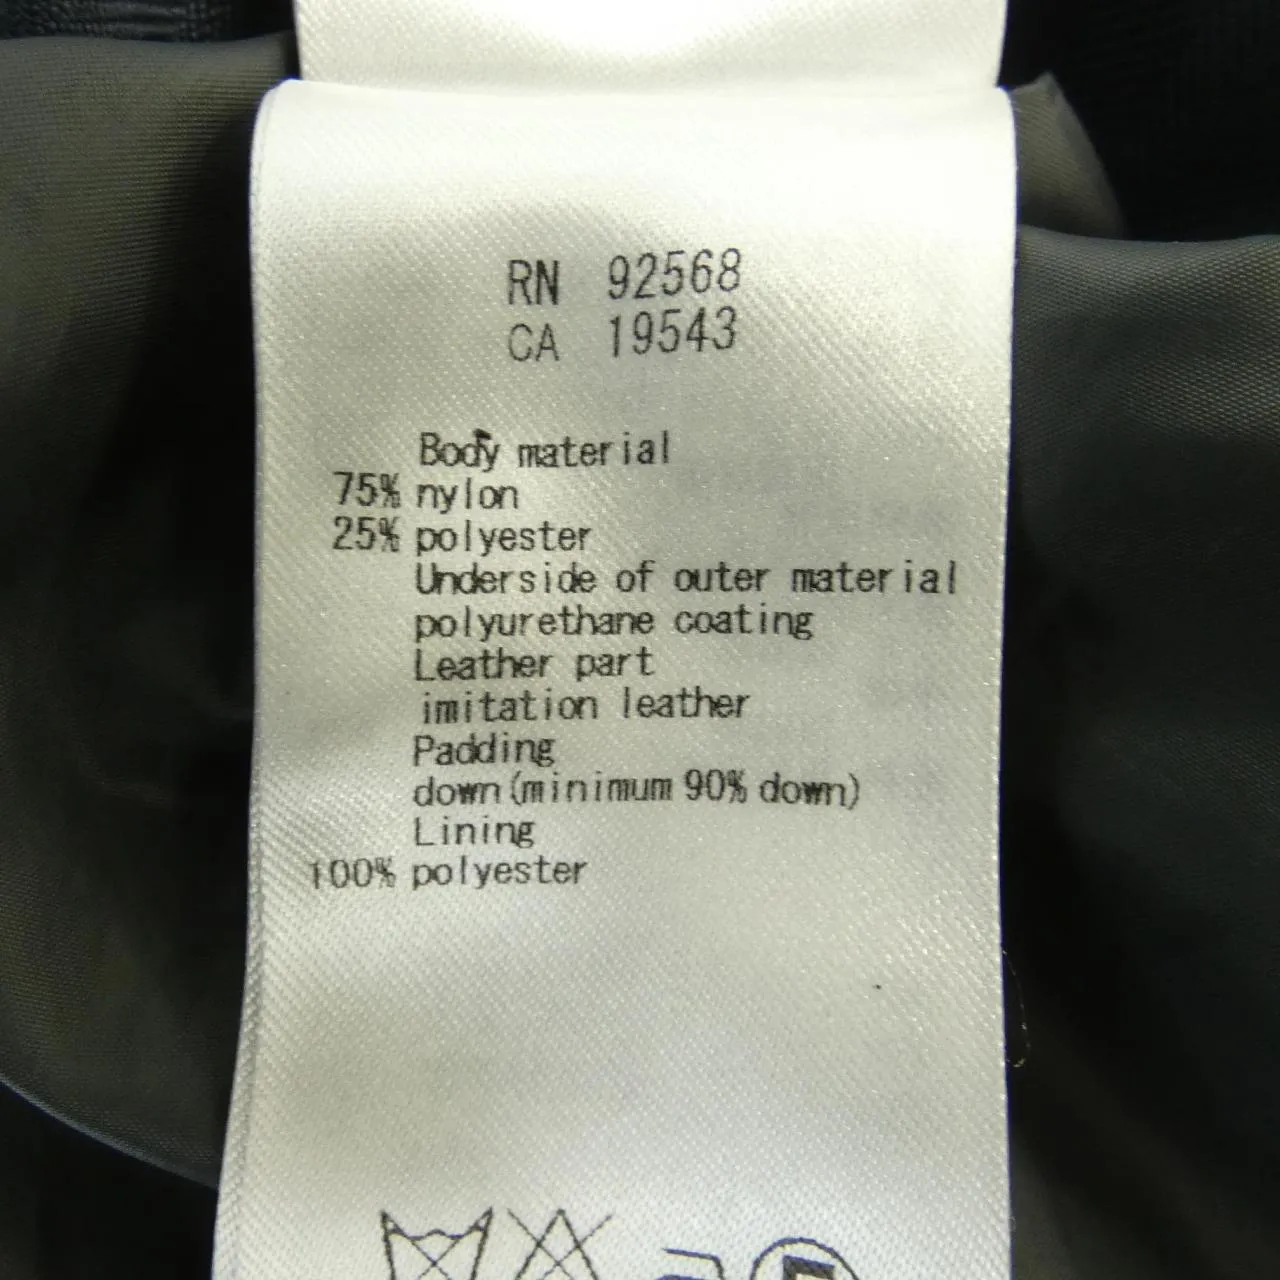 RN 92568
CA 19543
Body material
75% nylon
25% polyester
Underside of outer material
polyurethane coating
Leather part
imitation leather
Padding
down(minimum 90% down)
Lining
100% polyester